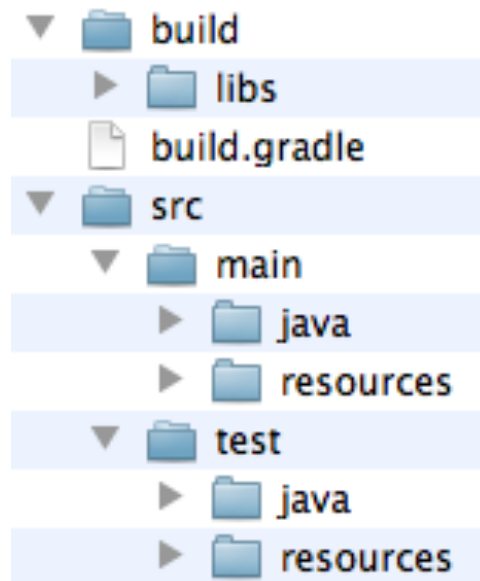 build
libs
build.gradle
src
main
java
resources
test
java
resources